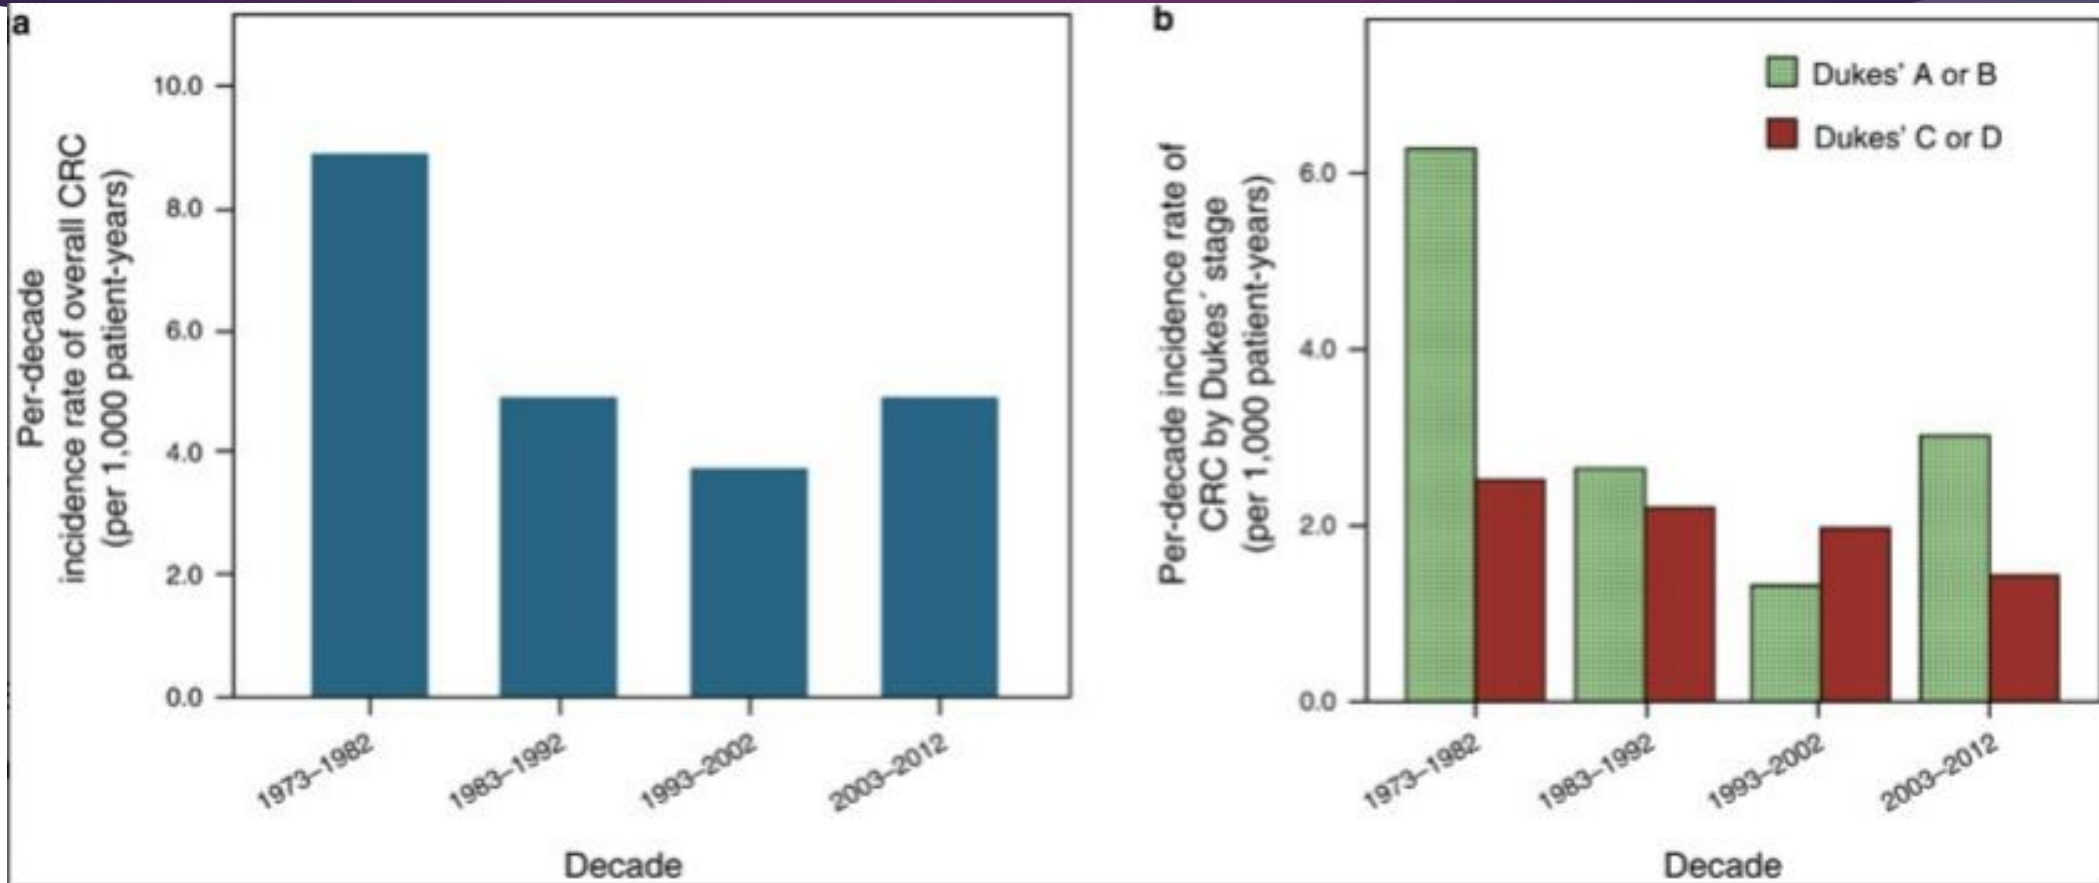 a
Per-decade
incidence rate of overall CRC
(per 1,000 patient-years)
10.0
8.0
6.0
4.0
2.0
0.0
1973–1982
1983–1992
1993–2002
2003–2012
Decade
b
Per-decade incidence rate of
CRC by Dukes´ stage
(per 1,000 patient-years)
Dukes' A or B
Dukes' C or D
6.0
4.0
2.0
0.0
1973–1982
1983–1992
1993–2002
2003–2012
Decade